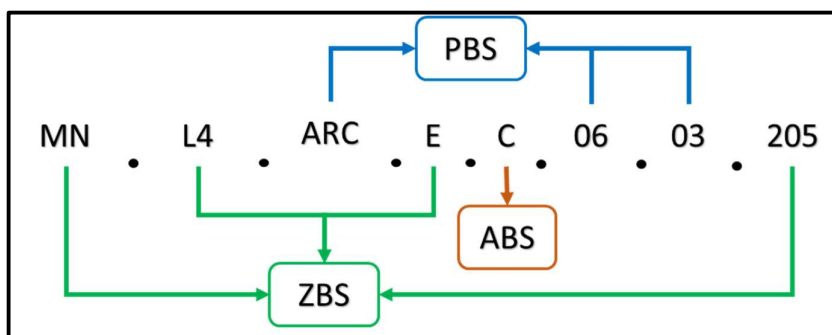 PBS
MN . L4 . ARC . E . C . 06 . 03 . 205
ABS
ZBS